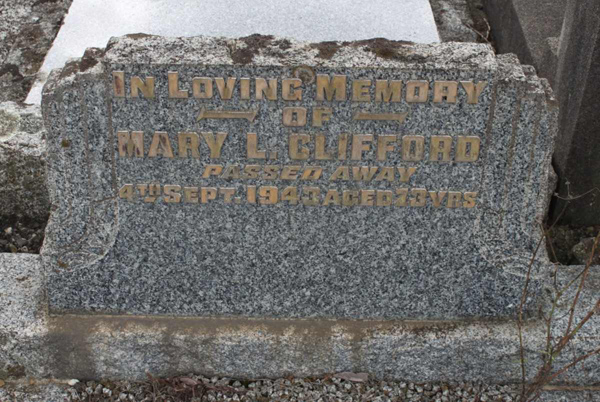 IN LOVING MEMORY
OF
MARY L. CLIFFORD
PASSED AWAY
4TH SEPT. 1943 AGED 73 YRS